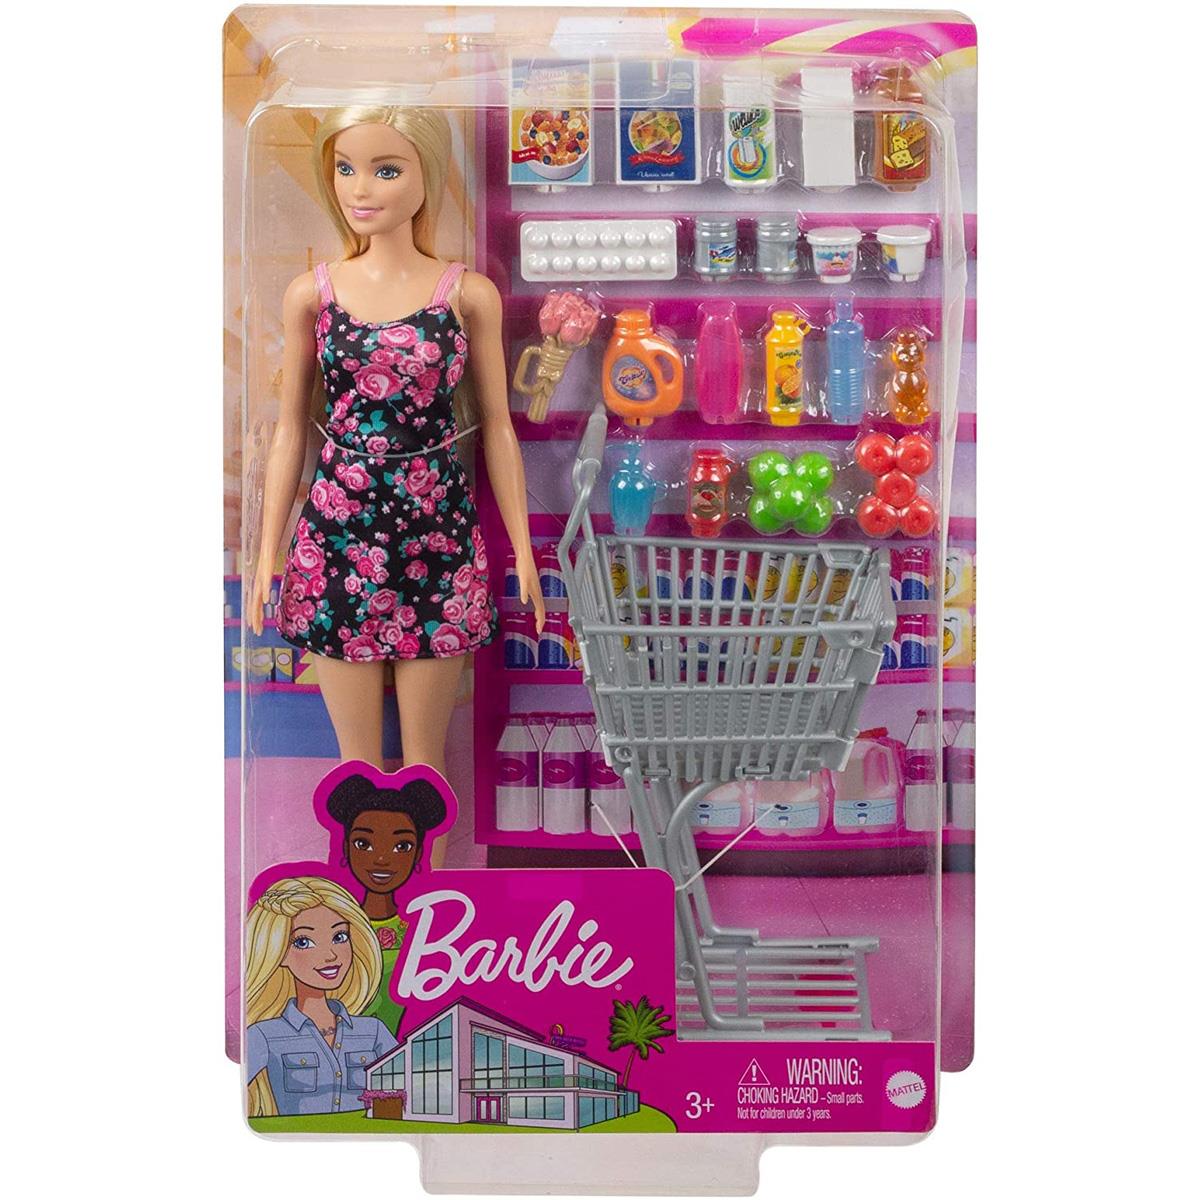 Barbie
3+
WARNING:
CHOKING HAZARD – Small parts.
Not for children under 3 years.
MATTEL